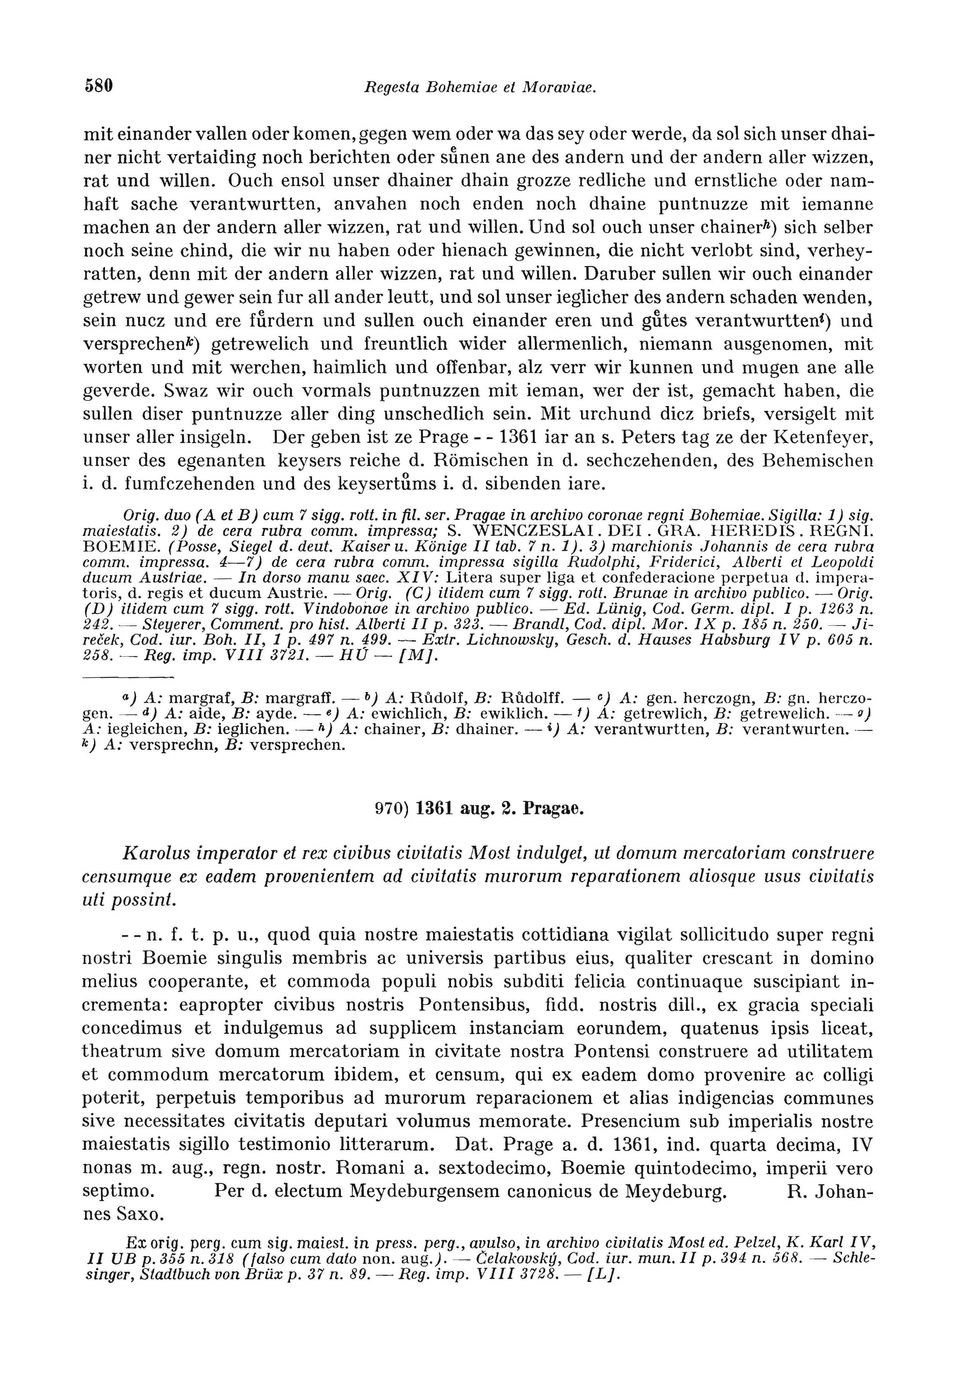 580 Regesta Bohemiae et Moraviae.
mit einander vallen oder komen, gegen wem oder wa das sey oder werde, da sol sich unser dhai-
ner nicht vertaiding noch berichten oder sůnen ane des andern und der andern aller wizzen,
rat und willen. Ouch ensol unser dhainer dhain grozze redliche und ernstliche oder nam-
haft sache verantwurtten, anvahen noch enden noch dhaine puntnuzze mit iemanne
machen an der andern aller wizzen, rat und willen. Und sol ouch unser chainerʰ) sich selber
noch seine chind, die wir nu haben oder hienach gewinnen, die nicht verlobt sind, verhey-
ratten, denn mit der andern aller wizzen, rat und willen. Daruber sullen wir ouch einander
getrew und gewer sein fur all ander leutt, und sol unser ieglicher des andern schaden wenden,
sein nucz und ere fuͤrdern und sullen ouch einander eren und guͤtes verantwurttenⁱ) und
versprechenᵏ) getrewelich und freuntlich wider allermenlich, niemann ausgenomen, mit
worten und mit werchen, haimlich und offenbar, alz verr wir kunnen und mugen ane alle
geverde. Swaz wir ouch vormals puntnuzzen mit ieman, wer der ist, gemacht haben, die
sullen diser puntnuzze aller ding unschedlich sein. Mit urchund dicz briefs, versigelt mit
unser aller insigeln. Der geben ist ze Prage - - 1361 iar an s. Peters tag ze der Ketenfeyer,
unser des egenanten keysers reiche d. Römischen in d. sechczehenden, des Behemischen
i. d. fumfczehenden und des keysertůms i. d. sibenden iare.
Orig. duo (A et B) cum 7 sigg. rott. in fil. ser. Pragae in archivo coronae regni Bohemiae. Sigilla: 1) sig.
maiestatis. 2) de cera rubra comm. impressa; S. WENCZESLAI. DEI. GRA. HEREDIS. REGNI.
BOEMIE. (Posse, Siegel d. deut. Kaiser u. Könige II tab. 7 n. 1). 3) marchionis Johannis de cera rubra
comm. impressa. 4—7) de cera rubra comm. impressa sigilla Rudolphi, Friderici, Alberti et Leopoldi
ducum Austriae. — In dorso manu saec. XIV: Litera super liga et confederacione perpetua d. impera-
toris, d. regis et ducum Austrie. — Orig. (C) itidem cum 7 sigg. rott. Brunae in archivo publico. — Orig.
(D) itidem cum 7 sigg. rott. Vindobonae in archivo publico. — Ed. Lünig, Cod. Germ. dipl. I p. 1263 n.
242. — Steyerer, Comment. pro hist. Alberti II p. 323. — Brandl, Cod. dipl. Mor. IX p. 185 n. 250. — Ji-
reček, Cod. iur. Boh. II, 1 p. 497 n. 499. — Extr. Lichnowsky, Gesch. d. Hauses Habsburg IV p. 605 n.
258. — Reg. imp. VIII 3721. — HÚ — [M].
ᵃ) A: margraf, B: margraff. — ᵇ) A: Růdolf, B: Růdolff. — ᶜ) A: gen. herczogn, B: gn. herczo-
gen. — ᵈ) A: aide, B: ayde. — ᵉ) A: ewichlich, B: ewiklich. — ᶠ) A: getrewlich, B: getrewelich. — ᵍ)
A: iegleichen, B: ieglichen. — ʰ) A: chainer, B: dhainer. — ⁱ) A: verantwurtten, B: verantwurten. —
ᵏ) A: versprechn, B: versprechen.
970) 1361 aug. 2. Pragae.
Karolus imperator et rex civibus civitatis Most indulget, ut domum mercatoriam construere
censumque ex eadem provenientem ad civitatis murorum reparationem aliosque usus civitatis
uti possint.
- - n. f. t. p. u., quod quia nostre maiestatis cottidiana vigilat sollicitudo super regni
nostri Boemie singulis membris ac universis partibus eius, qualiter crescant in domino
melius cooperante, et commoda populi nobis subditi felicia continuaque suscipiant in-
crementa: eapropter civibus nostris Pontensibus, fidd. nostris dill., ex gracia speciali
concedimus et indulgemus ad supplicem instanciam eorundem, quatenus ipsis liceat,
theatrum sive domum mercatoriam in civitate nostra Pontensi construere ad utilitatem
et commodum mercatorum ibidem, et censum, qui ex eadem domo provenire ac colligi
poterit, perpetuis temporibus ad murorum reparacionem et alias indigencias communes
sive necessitates civitatis deputari volumus memorate. Presencium sub imperialis nostre
maiestatis sigillo testimonio litterarum. Dat. Prage a. d. 1361, ind. quarta decima, IV
nonas m. aug., regn. nostr. Romani a. sextodecimo, Boemie quintodecimo, imperii vero
septimo. Per d. electum Meydeburgensem canonicus de Meydeburg. R. Johan-
nes Saxo.
Ex orig. perg. cum sig. maiest. in press. perg., avulso, in archivo civitatis Most ed. Pelzel, K. Karl IV,
II UB p. 355 n. 318 (falso cum dato non. aug.). — Čelakovský, Cod. iur. mun. II p. 394 n. 568. — Schle-
singer, Stadtbuch von Brüx p. 37 n. 89. — Reg. imp. VIII 3728. — [L].